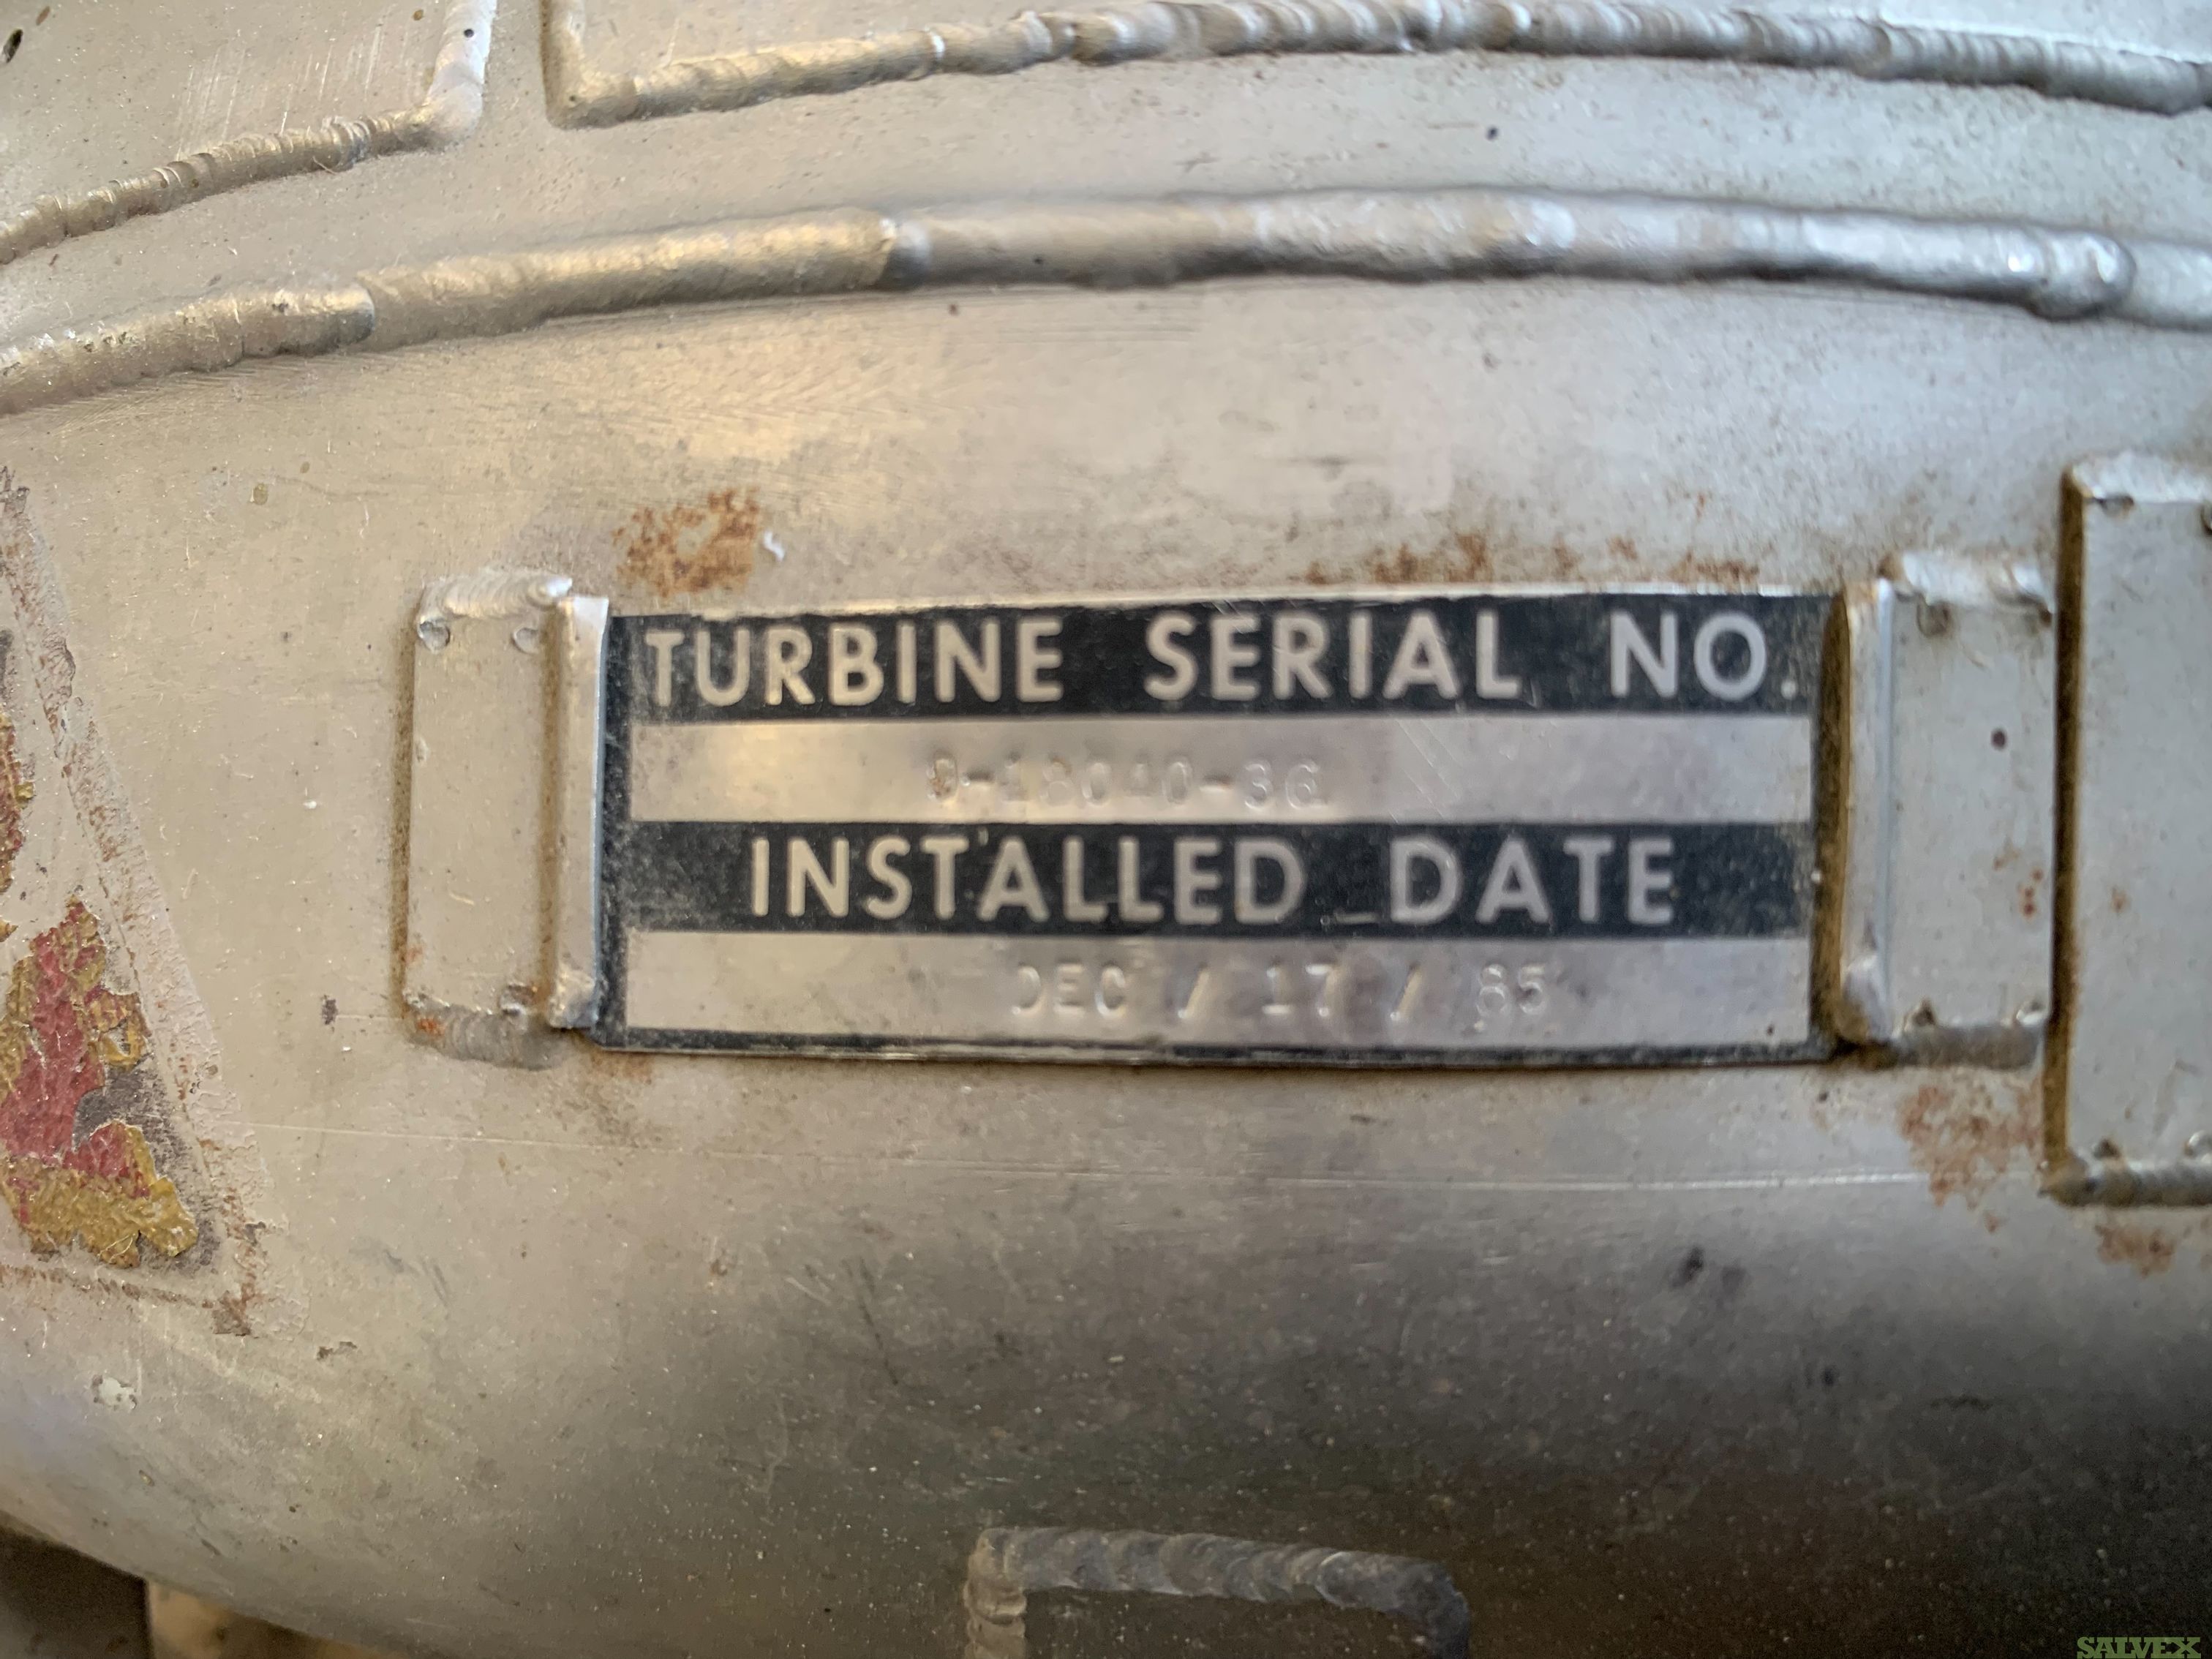 TURBINE SERIAL NO.
INSTALLED DATE
DEC / 17 / 85
SALVEX